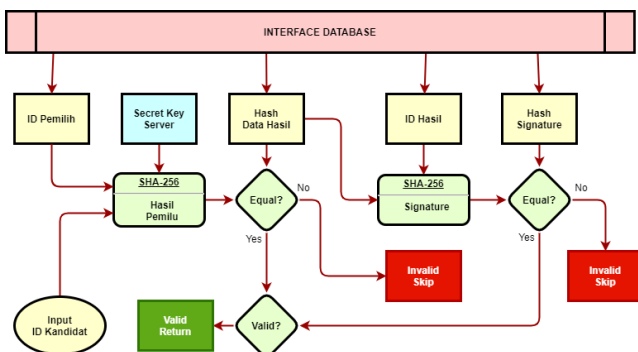 INTERFACE DATABASE
ID Pemilih
Secret Key
Server
Hash
Data Hasil
ID Hasil
Hash
Signature
SHA-256
Hasil
Pemilu
Equal?
No
Yes
SHA-256
Signature
Equal?
No
Yes
Invalid
Skip
Invalid
Skip
Input
ID Kandidat
Valid
Return
Valid?